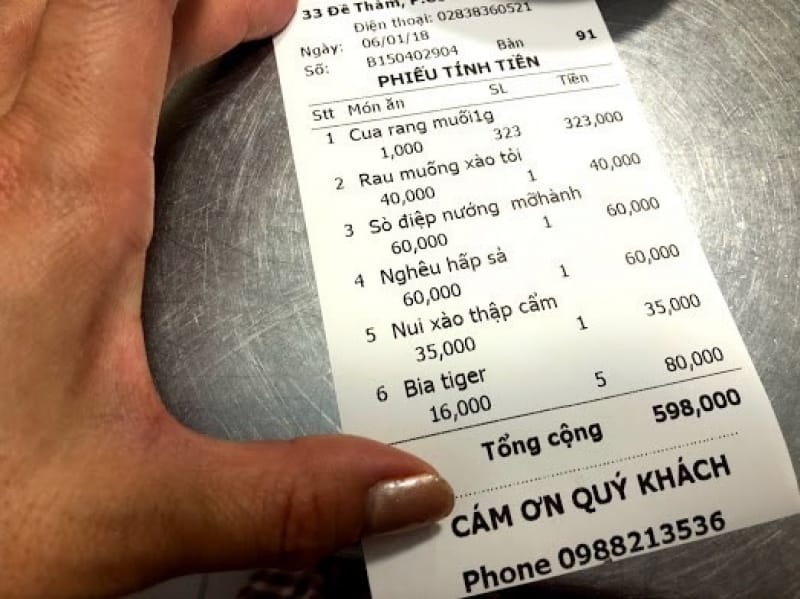 33 Đê Thám,
Điện thoại: 02838360521
Ngày: 06/01/18
Số: B150402904 Bàn 91
PHIẾU TÍNH TIỀN
Stt Món ăn SL Tiền
1 Cua rang muối1g
1,000 323 323,000
2 Rau muống xào tỏi
40,000 1 40,000
3 Sò điệp nướng mỡhành
60,000 1 60,000
4 Nghêu hấp sả
60,000 1 60,000
5 Nui xào thập cẩm
35,000 1 35,000
6 Bia tiger
16,000 5 80,000
Tổng cộng 598,000
CÁM ƠN QUÝ KHÁCH
Phone 0988213536